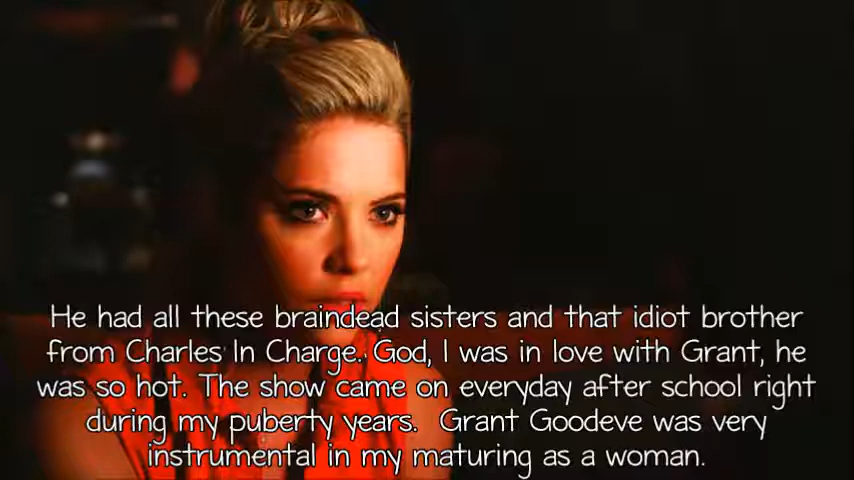 He had all these braindead sisters and that idiot brother
from Charles In Charge. God, I was in love with Grant, he
was so hot. The show came on everyday after school right
during my puberty years. Grant Goodeve was very
instrumental in my maturing as a woman.